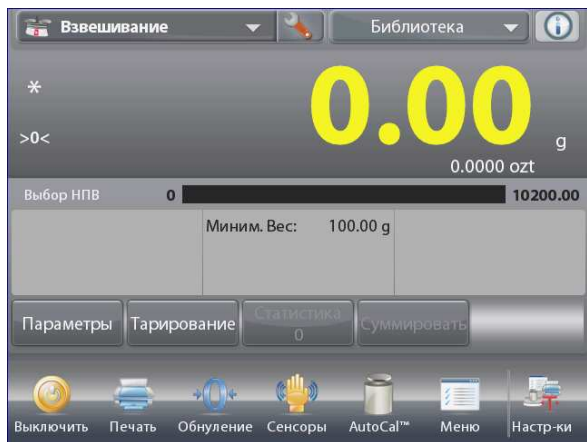 Взвешивание Библиотека
*
>0<
0.00 g
0.0000 ozt
Выбор НПВ 0 10200.00
Миним. Вес: 100.00 g
Параметры Тарирование Статистика 0 Суммировать
Выключить Печать Обнуление Сенсоры AutoCal™ Меню Настр-ки